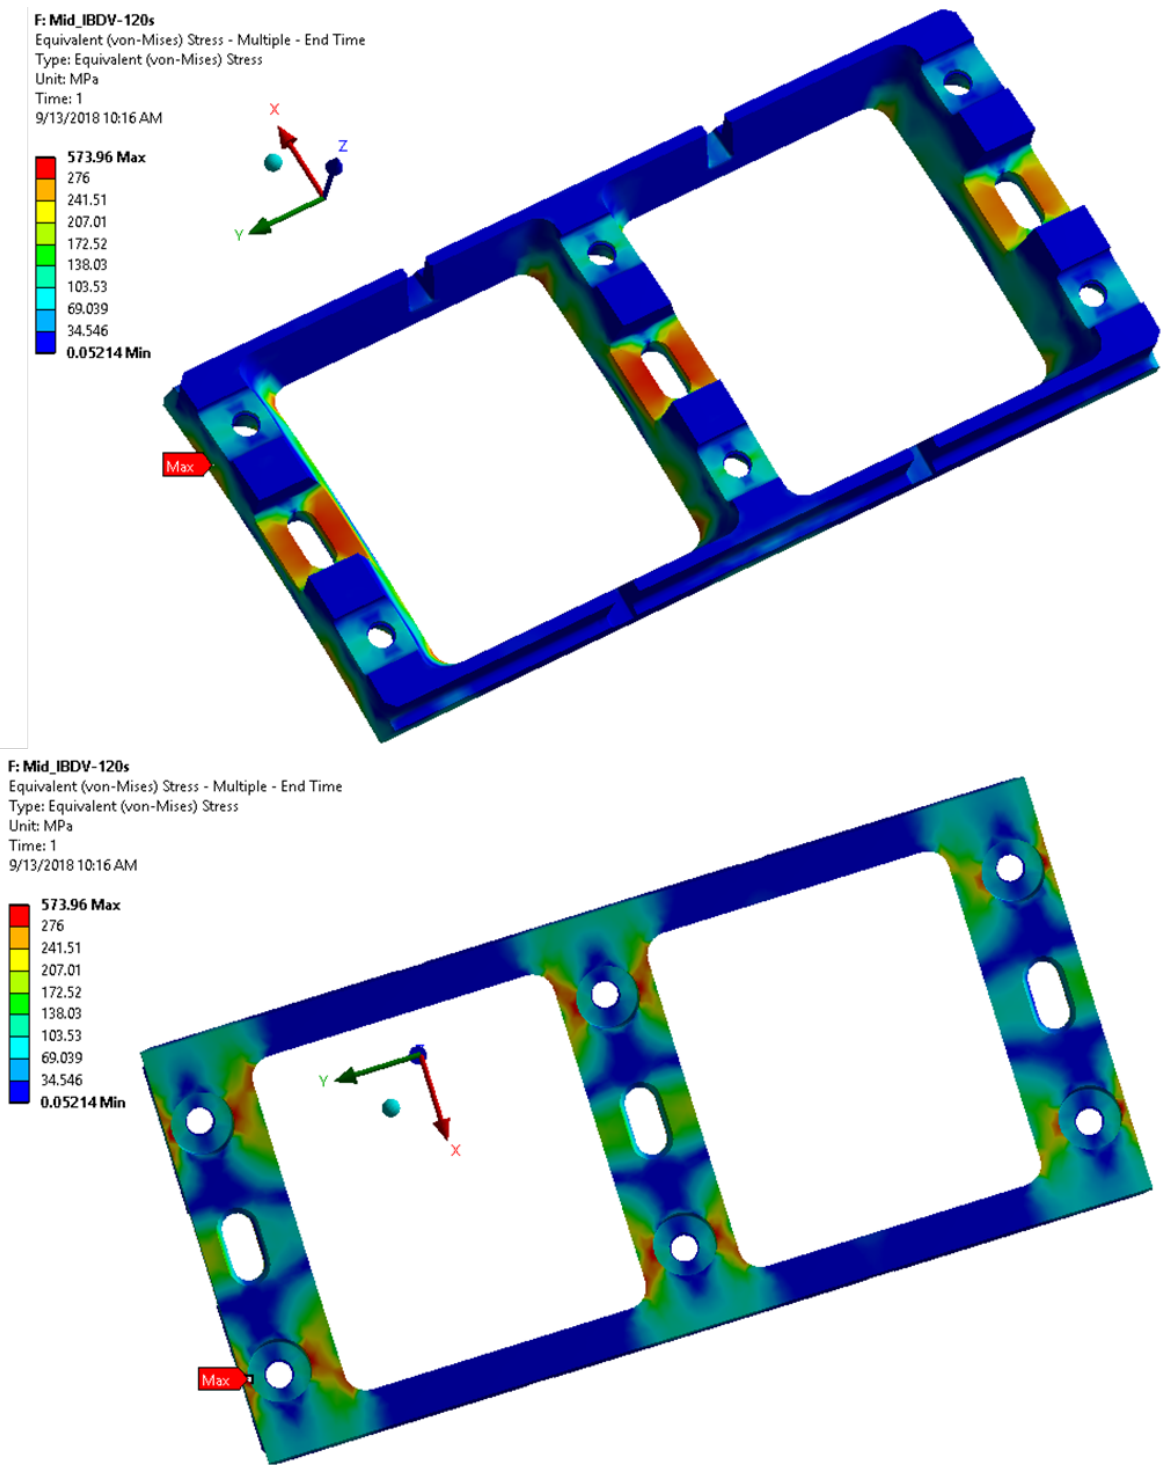 F: Mid_IBDV-120s
Equivalent (von-Mises) Stress - Multiple - End Time
Type: Equivalent (von-Mises) Stress
Unit: MPa
Time: 1
9/13/2018 10:16 AM
X
Z
Y
573.96 Max
276
241.51
207.01
172.52
138.03
103.53
69.039
34.546
0.05214 Min
Max
F: Mid_IBDV-120s
Equivalent (von-Mises) Stress - Multiple - End Time
Type: Equivalent (von-Mises) Stress
Unit: MPa
Time: 1
9/13/2018 10:16 AM
573.96 Max
276
241.51
207.01
172.52
138.03
103.53
69.039
34.546
0.05214 Min
Y
X
Max